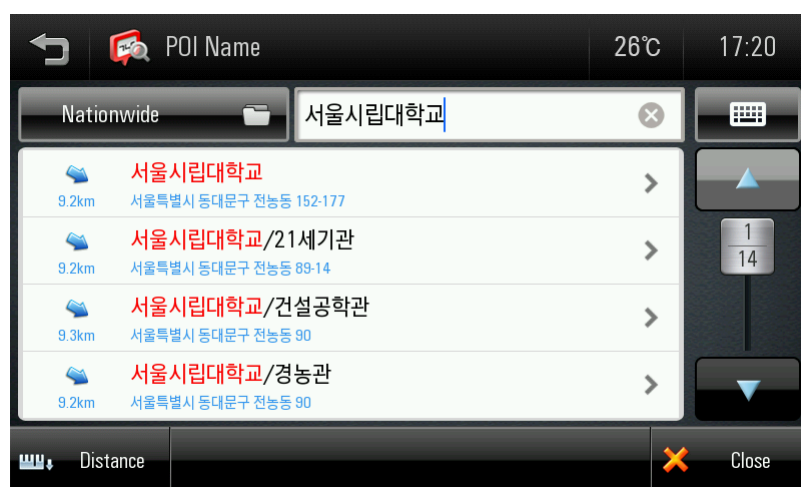 POI Name 26℃ 17:20
Nationwide 서울시립대학교
서울시립대학교
9.2km 서울특별시 동대문구 전농동 152-177
서울시립대학교/21세기관
9.2km 서울특별시 동대문구 전농동 89-14
서울시립대학교/건설공학관
9.3km 서울특별시 동대문구 전농동 90
서울시립대학교/경농관
9.2km 서울특별시 동대문구 전농동 90
1
14
Distance Close